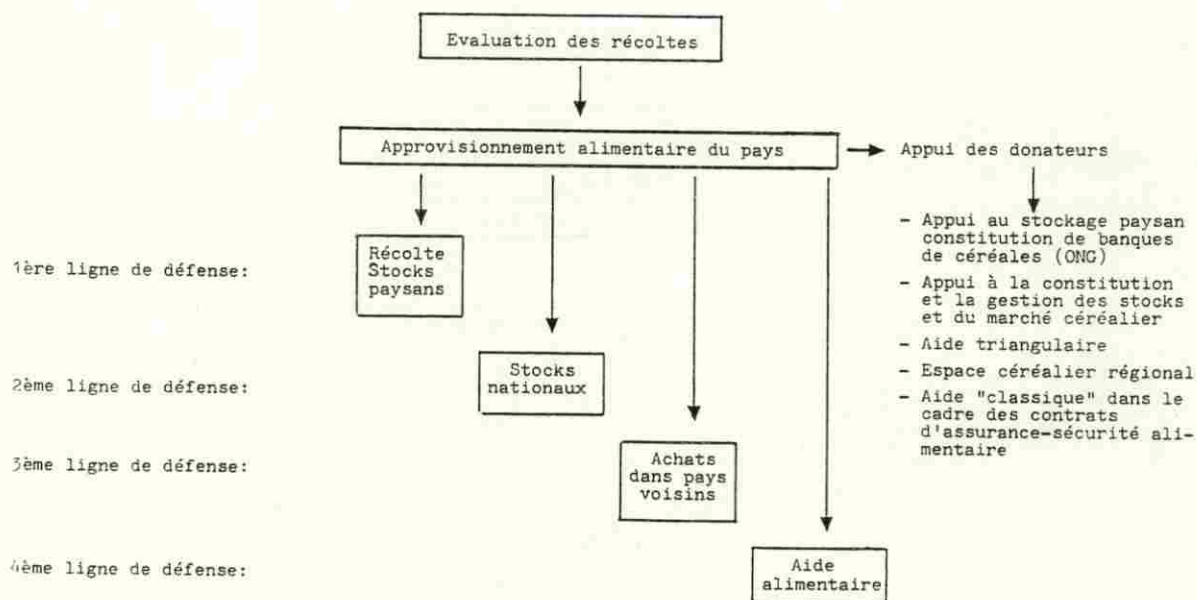 Evaluation des récoltes
Approvisionnement alimentaire du pays
Appui des donateurs
- Appui au stockage paysan
constitution de banques
de céréales (ONG)
- Appui à la constitution
et la gestion des stocks
et du marché céréalier
- Aide triangulaire
- Espace céréalier régional
- Aide "classique" dans le
cadre des contrats
d'assurance-sécurité ali-
mentaire
1ère ligne de défense:
Récolte
Stocks
paysans
2ème ligne de défense:
Stocks
nationaux
3ème ligne de défense:
Achats
dans pays
voisins
4ème ligne de défense:
Aide
alimentaire